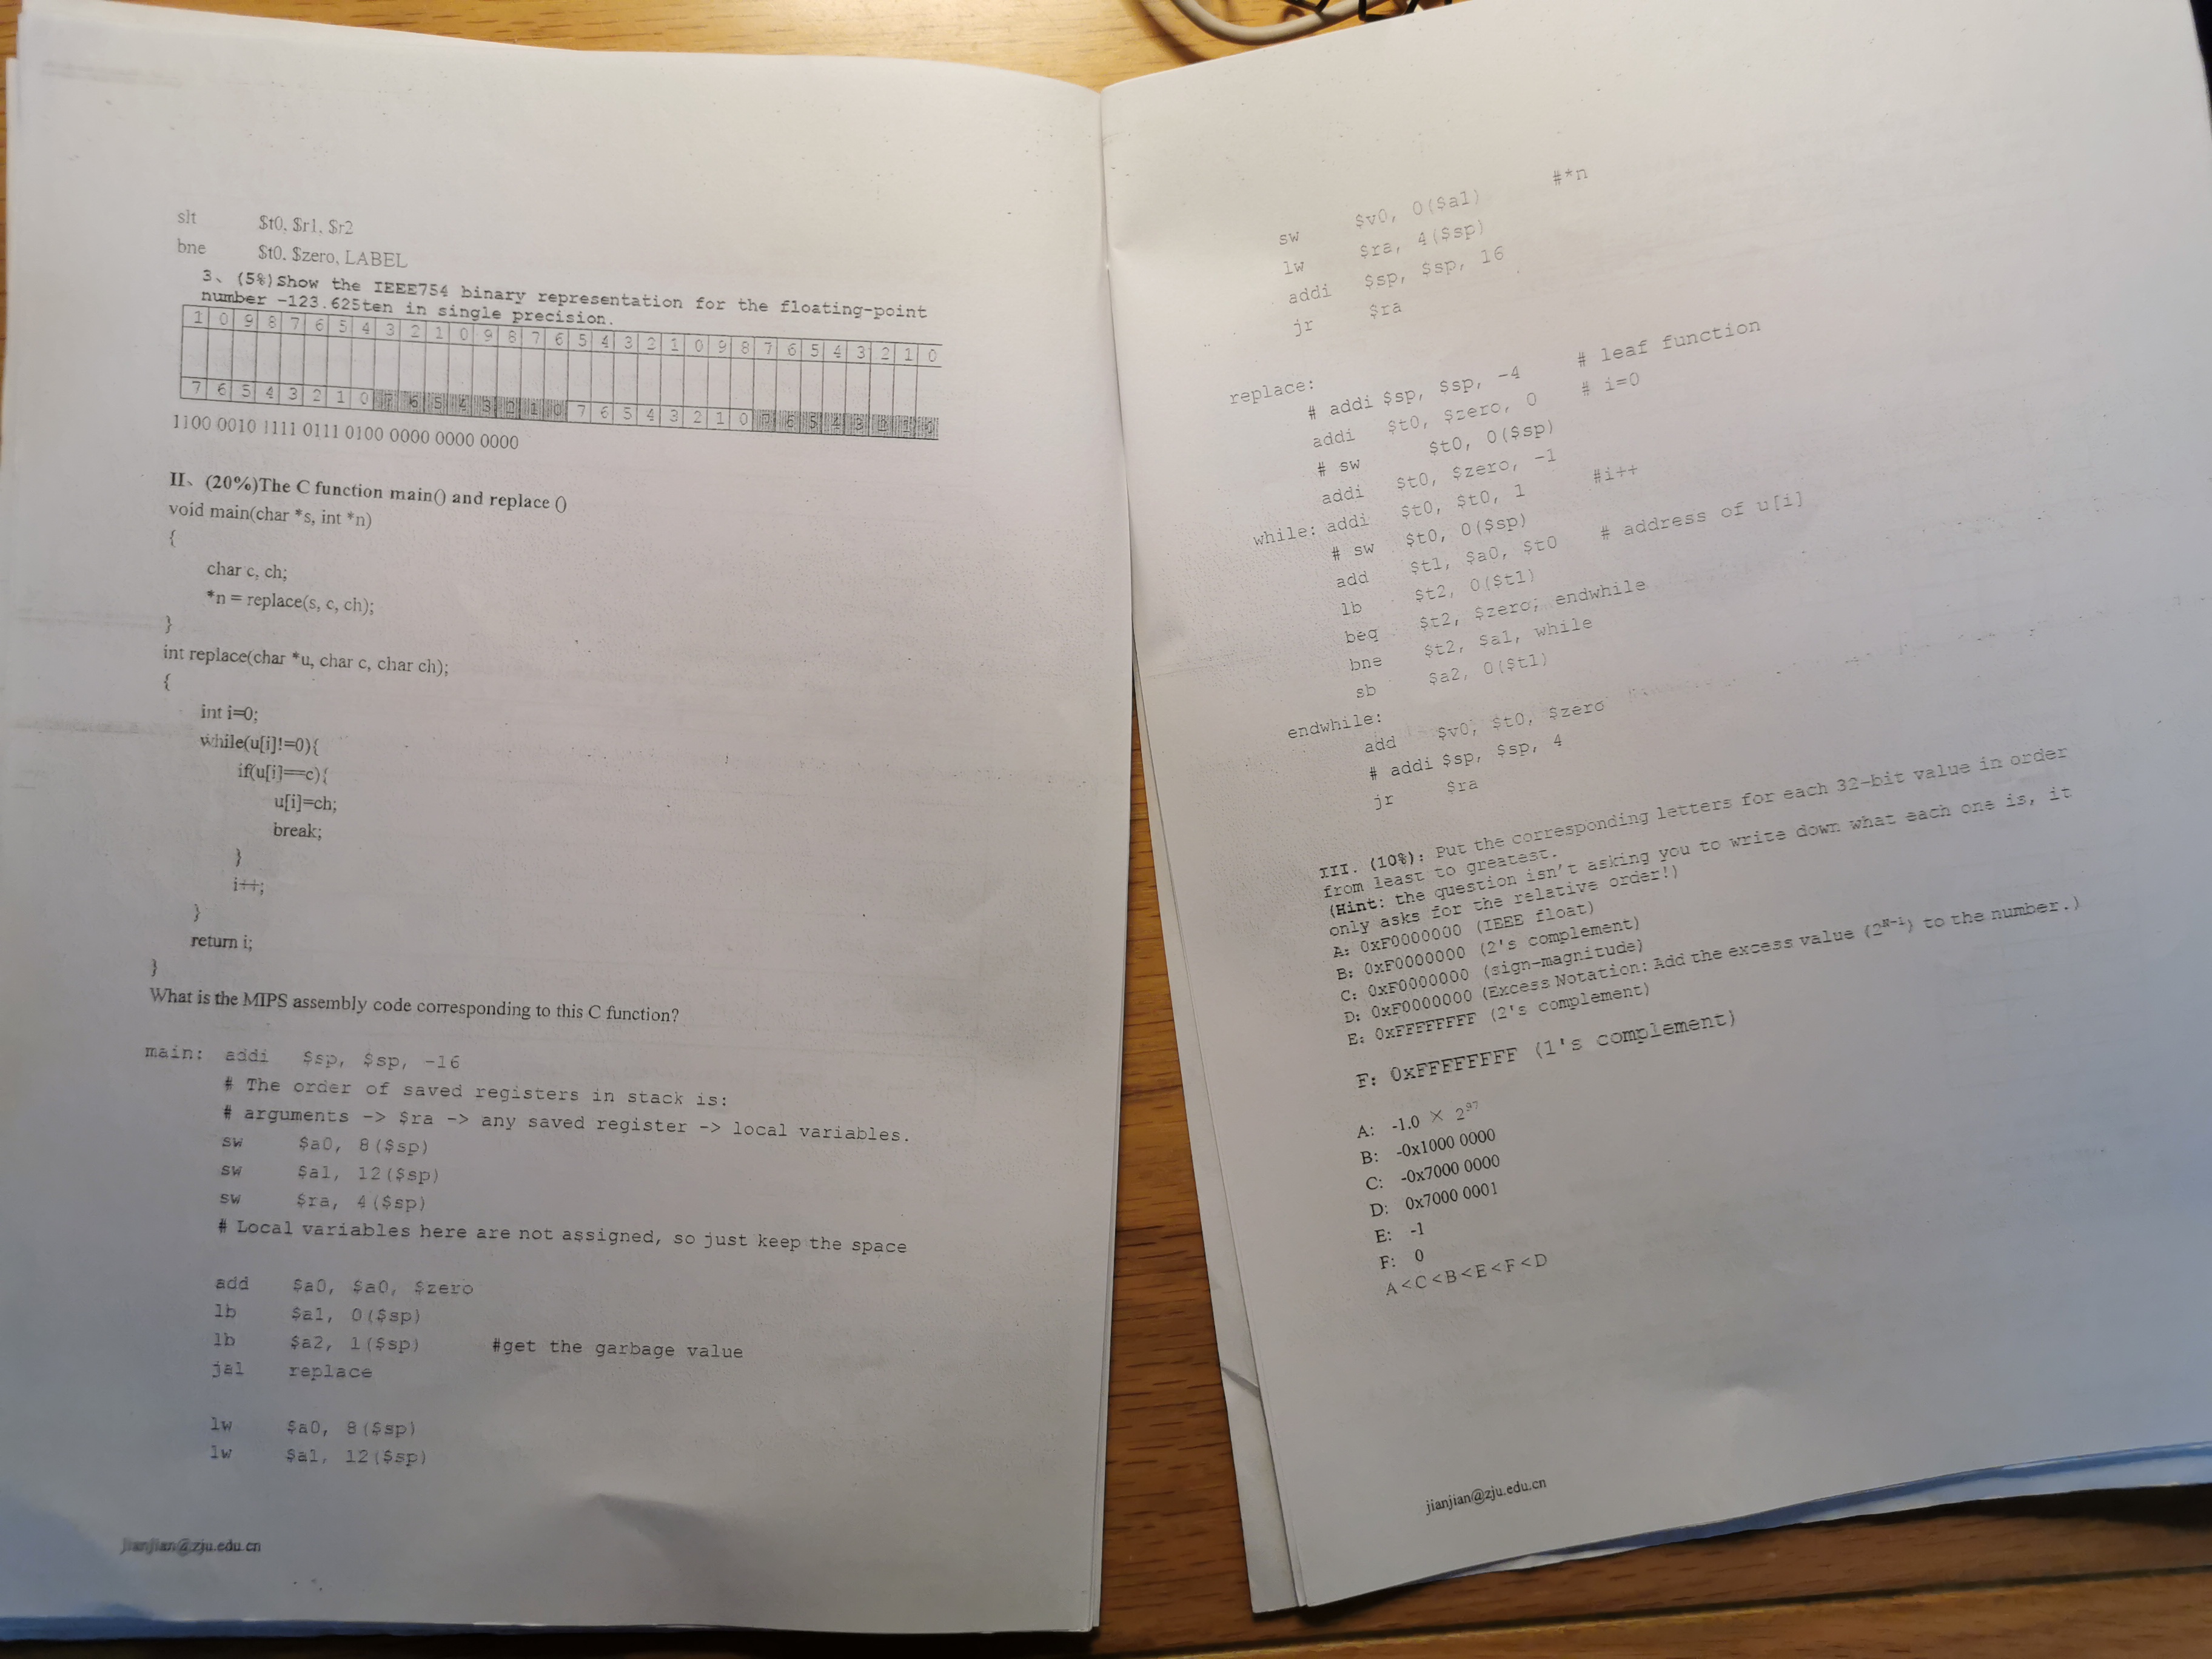 slt $t0, $r1, $r2
bne $t0. $zero, LABEL
3、(5%)Show the IEEE754 binary representation for the floating-point
number -123.625ten in single precision.
1 0 9 8 7 6 5 4 3 2 1 0 9 8 7 6 5 4 3 2 1 0 9 8 7 6 5 4 3 2 1 0
7 6 5 4 3 2 1 0 7 6 5 4 3 2 1 0 7 6 5 4 3 2 1 0 7 6 5 4 3 2 1 0
1100 0010 1111 0111 0100 0000 0000 0000
II、(20%)The C function main() and replace ()
void main(char *s, int *n)
{
char c, ch;
*n = replace(s, c, ch);
}
int replace(char *u, char c, char ch);
{
int i=0;
while(u[i]!=0){
if(u[i]==c){
u[i]=ch;
break;
}
i++;
}
return i;
}
What is the MIPS assembly code corresponding to this C function?
main: addi $sp, $sp, -16
# The order of saved registers in stack is:
# arguments -> $ra -> any saved register -> local variables.
sw $a0, 8($sp)
sw $a1, 12($sp)
sw $ra, 4($sp)
# Local variables here are not assigned, so just keep the space
add $a0, $a0, $zero
lb $a1, 0($sp)
lb $a2, 1($sp) #get the garbage value
jal replace
lw $a0, 8($sp)
lw $a1, 12($sp)
jianjian@zju.edu.cn
sw $v0, 0($a1) #*n
lw $ra, 4($sp)
addi $sp, $sp, 16
jr $ra
replace: # leaf function
# addi $sp, $sp, -4
addi $t0, $zero, 0 # i=0
# sw $t0, 0($sp)
addi $t0, $zero, -1
while: addi $t0, $t0, 1 #i++
# sw $t0, 0($sp)
add $t1, $a0, $t0 # address of u[i]
lb $t2, 0($t1)
beq $t2, $zero, endwhile
bne $t2, $a1, while
sb $a2, 0($t1)
endwhile:
add $v0, $t0, $zero
# addi $sp, $sp, 4
jr $ra
III. (10%): Put the corresponding letters for each 32-bit value in order
from least to greatest.
(Hint: the question isn't asking you to write down what each one is, it
only asks for the relative order!)
A: 0xF0000000 (IEEE float)
B: 0xF0000000 (2's complement)
C: 0xF0000000 (sign-magnitude)
D: 0xF0000000 (Excess Notation: Add the excess value (2^N-1) to the number.)
E: 0xFFFFFFFF (2's complement)
F: 0xFFFFFFFF (1's complement)
A: -1.0 × 2^97
B: -0x1000 0000
C: -0x7000 0000
D: 0x7000 0001
E: -1
F: 0
A<C<B<E<F<D
jianjian@zju.edu.cn